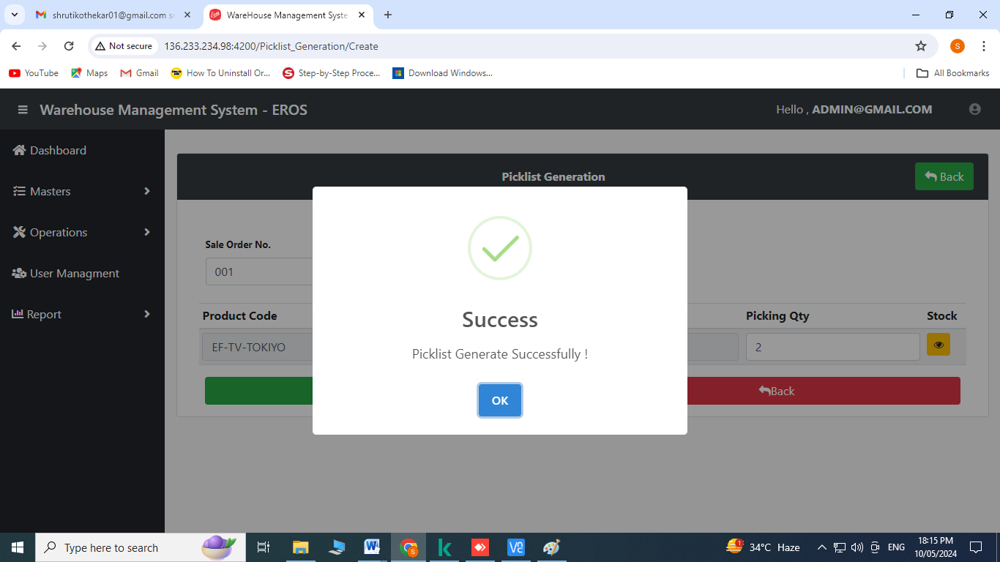 shrutikothekar01@gmail.com s
WareHouse Management Syste
Not secure
136.233.234.98:4200/Picklist_Generation/Create
S
YouTube
Maps
Gmail
How To Uninstall Or...
Step-by-Step Proce...
Download Windows...
All Bookmarks
Warehouse Management System - EROS
Hello , ADMIN@GMAIL.COM
Dashboard
Masters
Operations
User Managment
Report
Picklist Generation
Back
Sale Order No.
001
Product Code
Picking Qty
Stock
EF-TV-TOKIYO
2
Back
Success
Picklist Generate Successfully !
OK
Type here to search
34°C Haze
ENG
18:15 PM
10/05/2024